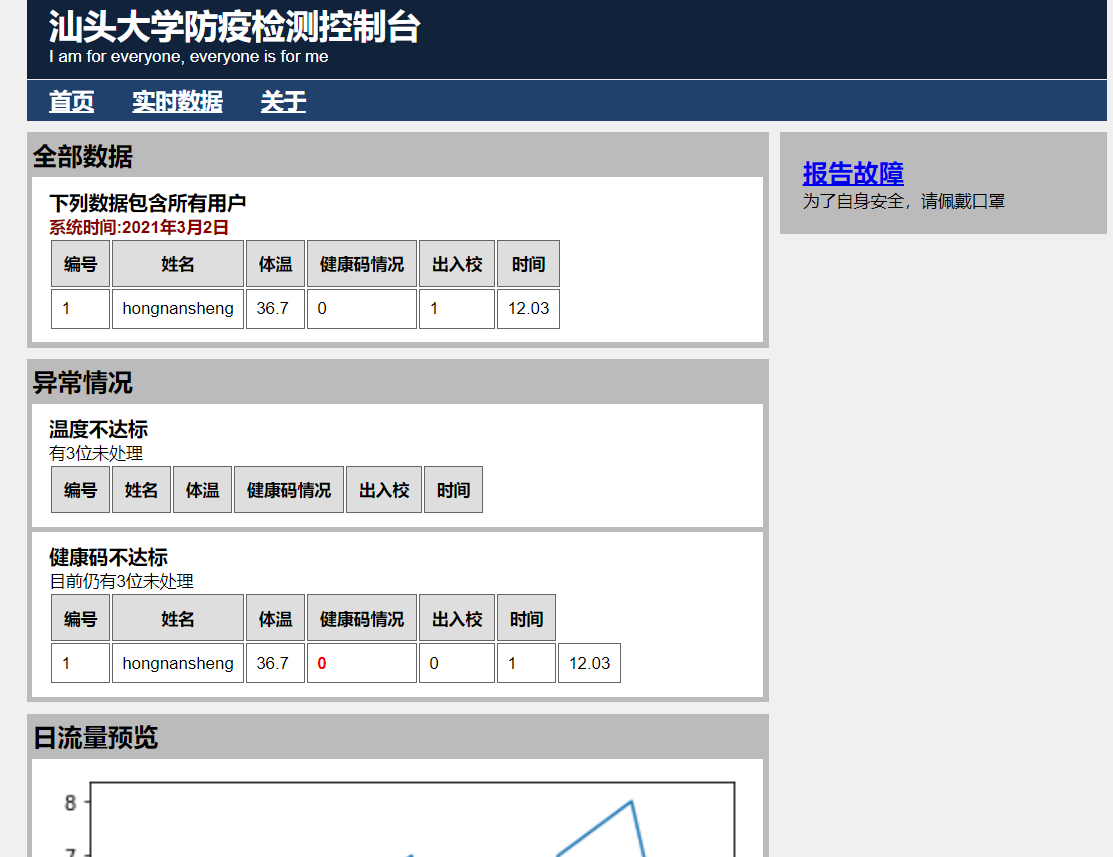 汕头大学防疫检测控制台
I am for everyone, everyone is for me
首页 实时数据 关于
全部数据
下列数据包含所有用户
系统时间:2021年3月2日
编号 姓名 体温 健康码情况 出入校 时间
1 hongnansheng 36.7 0 1 12.03
异常情况
温度不达标
有3位未处理
编号 姓名 体温 健康码情况 出入校 时间
健康码不达标
目前仍有3位未处理
编号 姓名 体温 健康码情况 出入校 时间
1 hongnansheng 36.7 0 0 1 12.03
日流量预览
8
7
报告故障
为了自身安全，请佩戴口罩